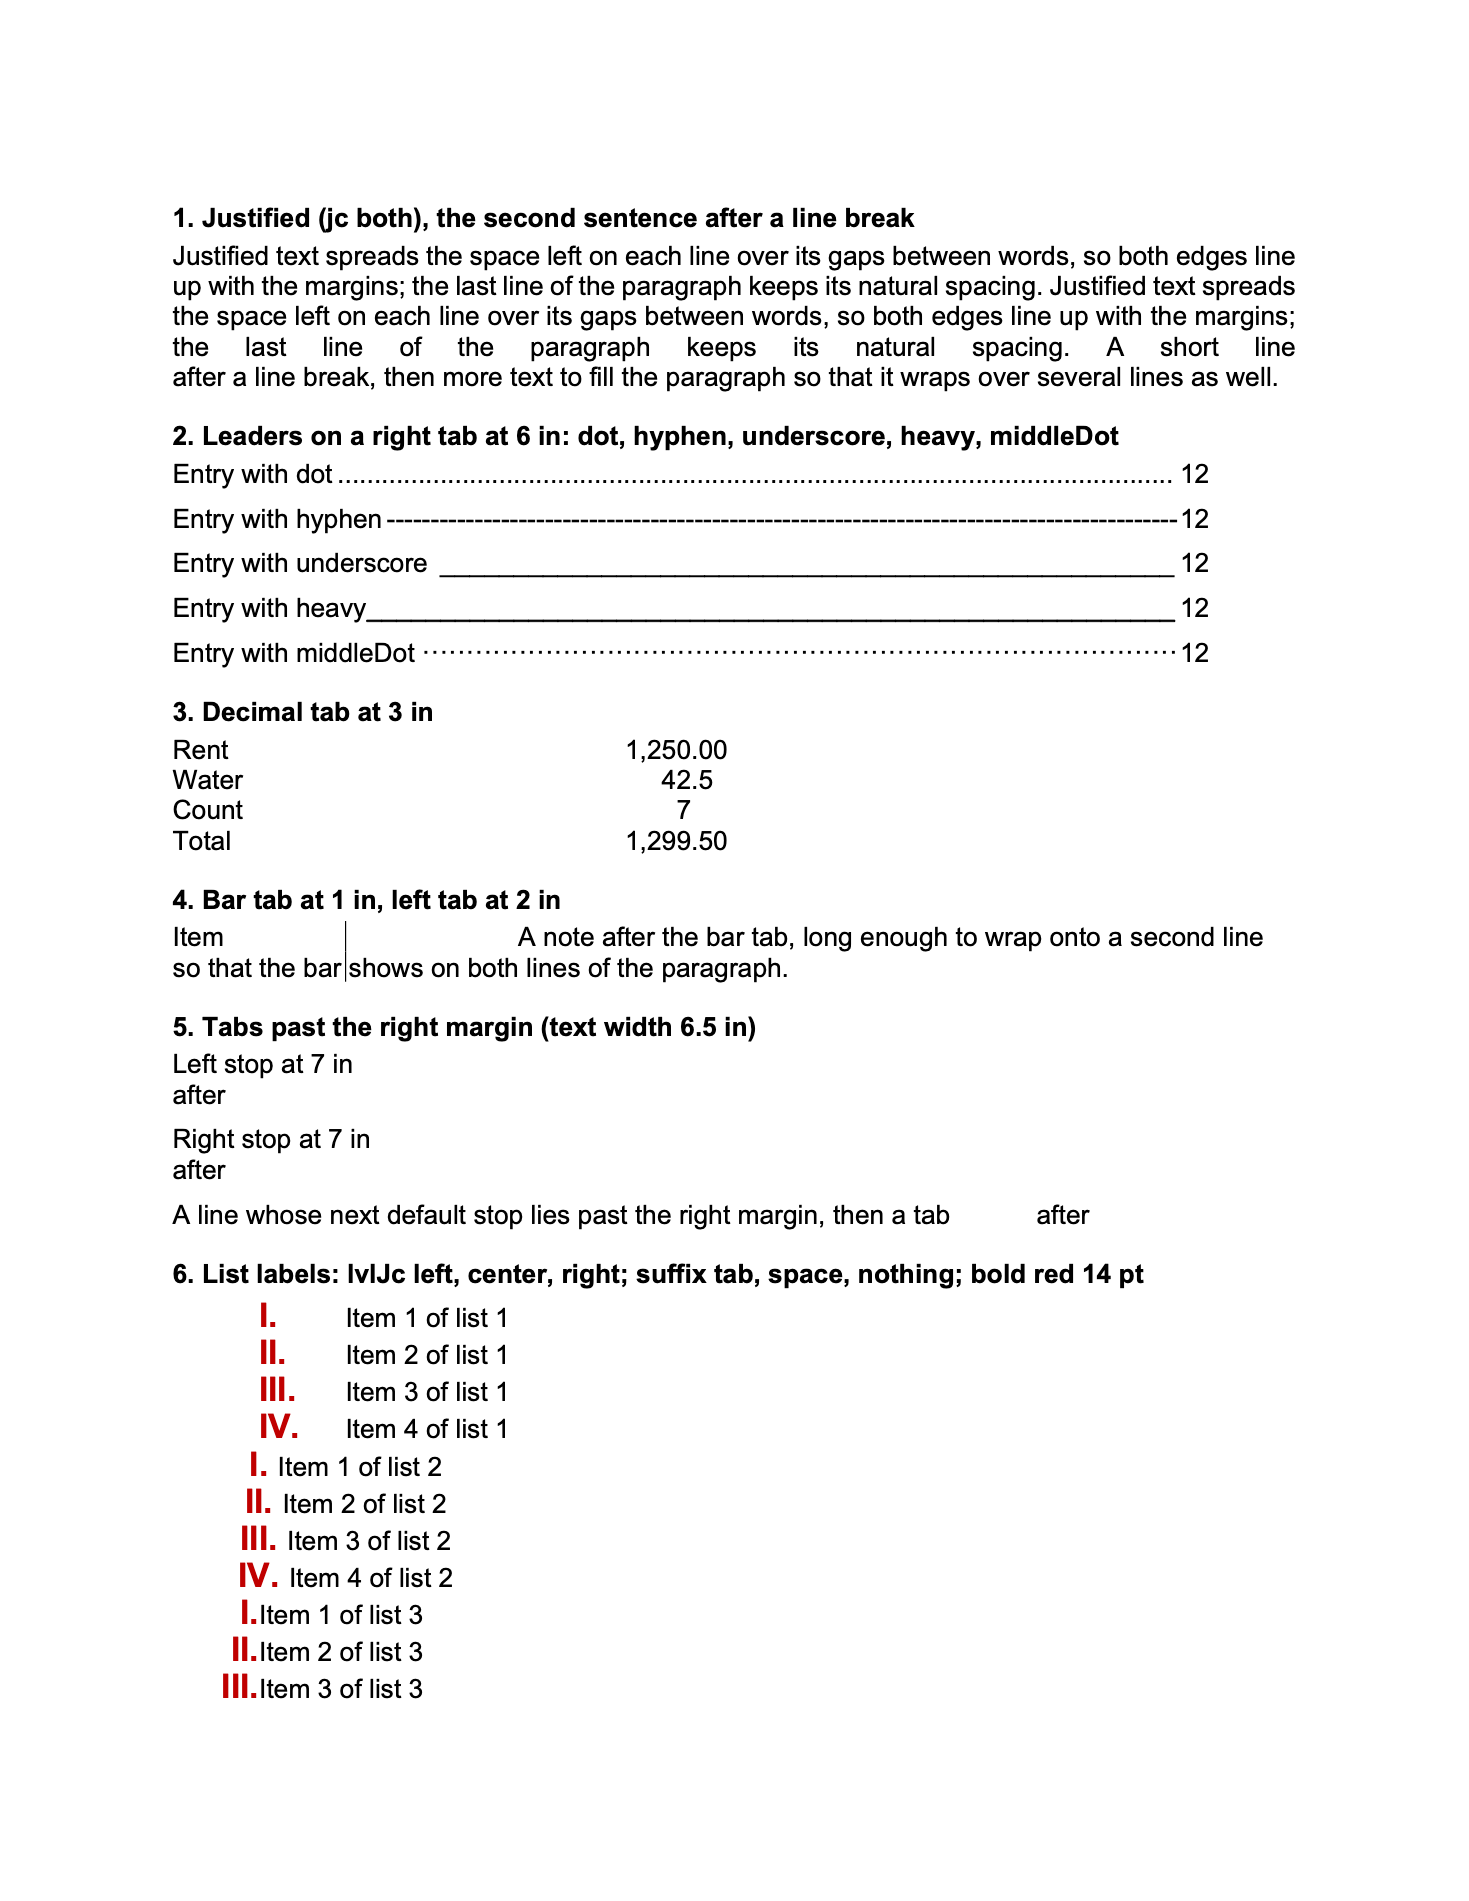 1. Justified (jc both), the second sentence after a line break
Justified text spreads the space left on each line over its gaps between words, so both edges line
up with the margins; the last line of the paragraph keeps its natural spacing. Justified text spreads
the space left on each line over its gaps between words, so both edges line up with the margins;
the last line of the paragraph keeps its natural spacing. A short line
after a line break, then more text to fill the paragraph so that it wraps over several lines as well.
2. Leaders on a right tab at 6 in: dot, hyphen, underscore, heavy, middleDot
Entry with dot ........................................................................................................ 12
Entry with hyphen ------------------------------------------------------------------------------------------ 12
Entry with underscore __________________________________________________ 12
Entry with heavy_______________________________________________________ 12
Entry with middleDot ······················································································ 12
3. Decimal tab at 3 in
Rent 1,250.00
Water 42.5
Count 7
Total 1,299.50
4. Bar tab at 1 in, left tab at 2 in
Item A note after the bar tab, long enough to wrap onto a second line
so that the bar shows on both lines of the paragraph.
5. Tabs past the right margin (text width 6.5 in)
Left stop at 7 in
after
Right stop at 7 in
after
A line whose next default stop lies past the right margin, then a tab after
6. List labels: lvlJc left, center, right; suffix tab, space, nothing; bold red 14 pt
I. Item 1 of list 1
II. Item 2 of list 1
III. Item 3 of list 1
IV. Item 4 of list 1
I. Item 1 of list 2
II. Item 2 of list 2
III. Item 3 of list 2
IV. Item 4 of list 2
I.Item 1 of list 3
II.Item 2 of list 3
III.Item 3 of list 3